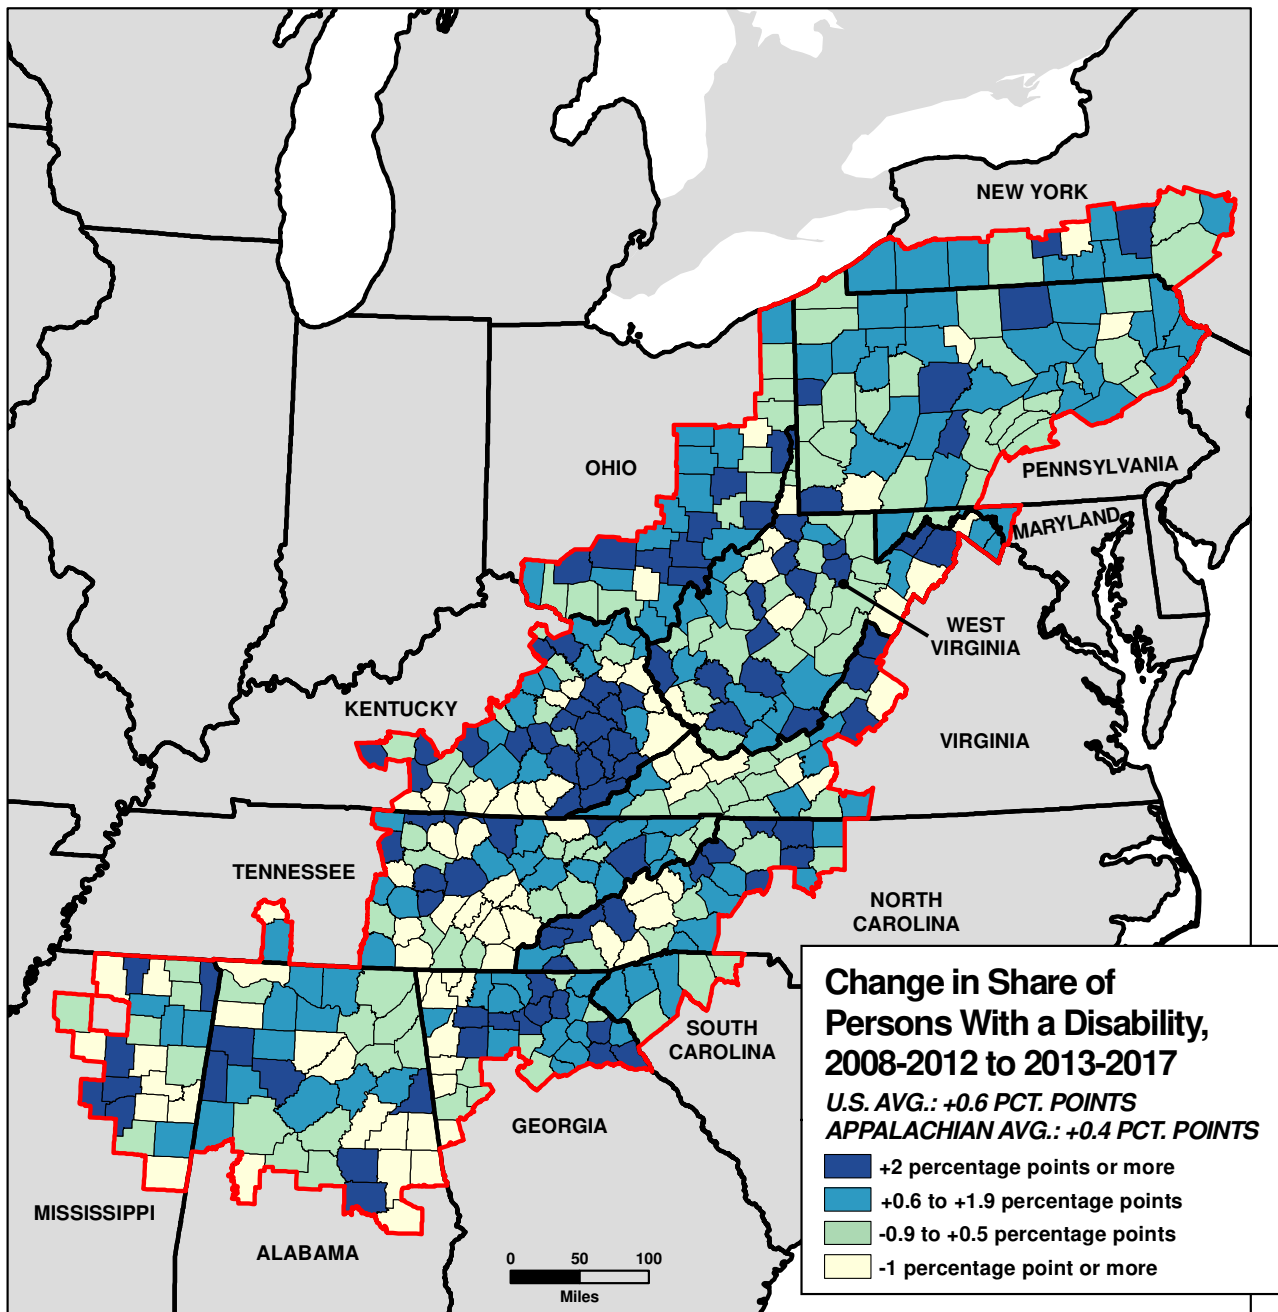 NEW YORK
OHIO
PENNSYLVANIA
MARYLAND
WEST
VIRGINIA
KENTUCKY
VIRGINIA
TENNESSEE
NORTH
CAROLINA
SOUTH
CAROLINA
GEORGIA
MISSISSIPPI
ALABAMA
0 50 100
Miles
Change in Share of
Persons With a Disability,
2008-2012 to 2013-2017
U.S. AVG.: +0.6 PCT. POINTS
APPALACHIAN AVG.: +0.4 PCT. POINTS
+2 percentage points or more
+0.6 to +1.9 percentage points
-0.9 to +0.5 percentage points
-1 percentage point or more